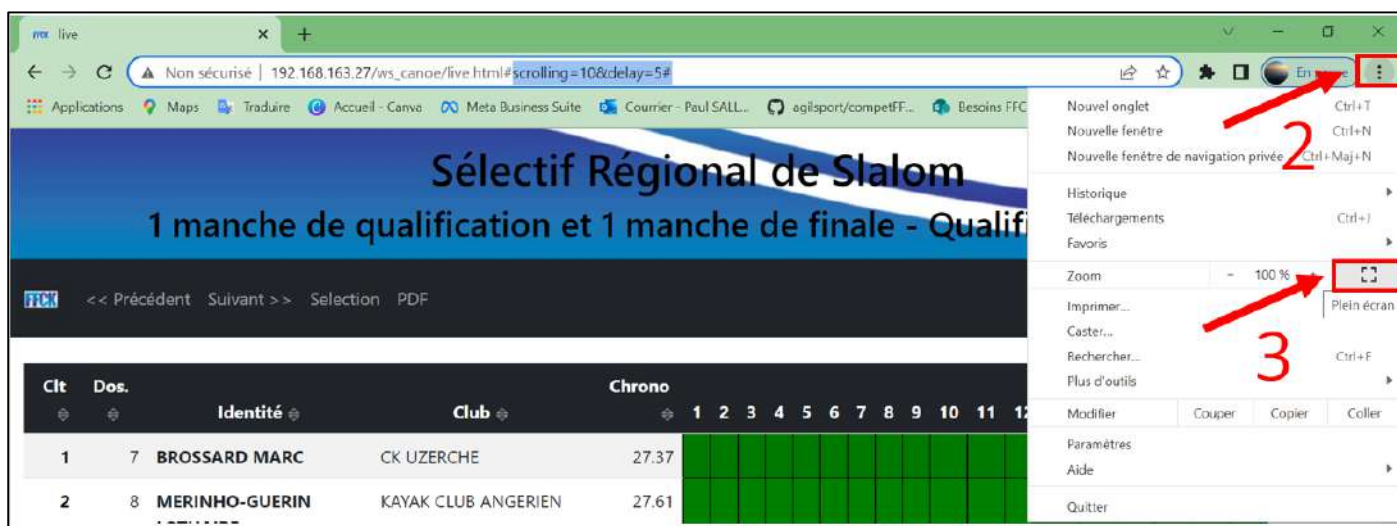 FFCK live
Non sécurisé | 192.168.163.27/ws_canoe/live.html#scrolling=10&delay=5#
En pause
Applications Maps Traduire Accueil - Canva Meta Business Suite Courrier - Paul SALL... agilsport/competFF... Besoins FFC
Sélectif Régional de Slalom
1 manche de qualification et 1 manche de finale - Qualifi
FFCK << Précédent Suivant >> Selection PDF
Clt Dos. Identité Club Chrono 1 2 3 4 5 6 7 8 9 10 11 12
1 7 BROSSARD MARC CK UZERCHE 27.37
2 8 MERINHO-GUERIN KAYAK CLUB ANGERIEN 27.61
Nouvel onglet Ctrl+T
Nouvelle fenêtre Ctrl+N
Nouvelle fenêtre de navigation privée Ctrl+Maj+N
2
Historique
Téléchargements Ctrl+J
Favoris
Zoom - 100 % +
Plein écran
Imprimer...
Caster...
Rechercher... Ctrl+F
3
Plus d'outils
Modifier Couper Copier Coller
Paramètres
Aide
Quitter